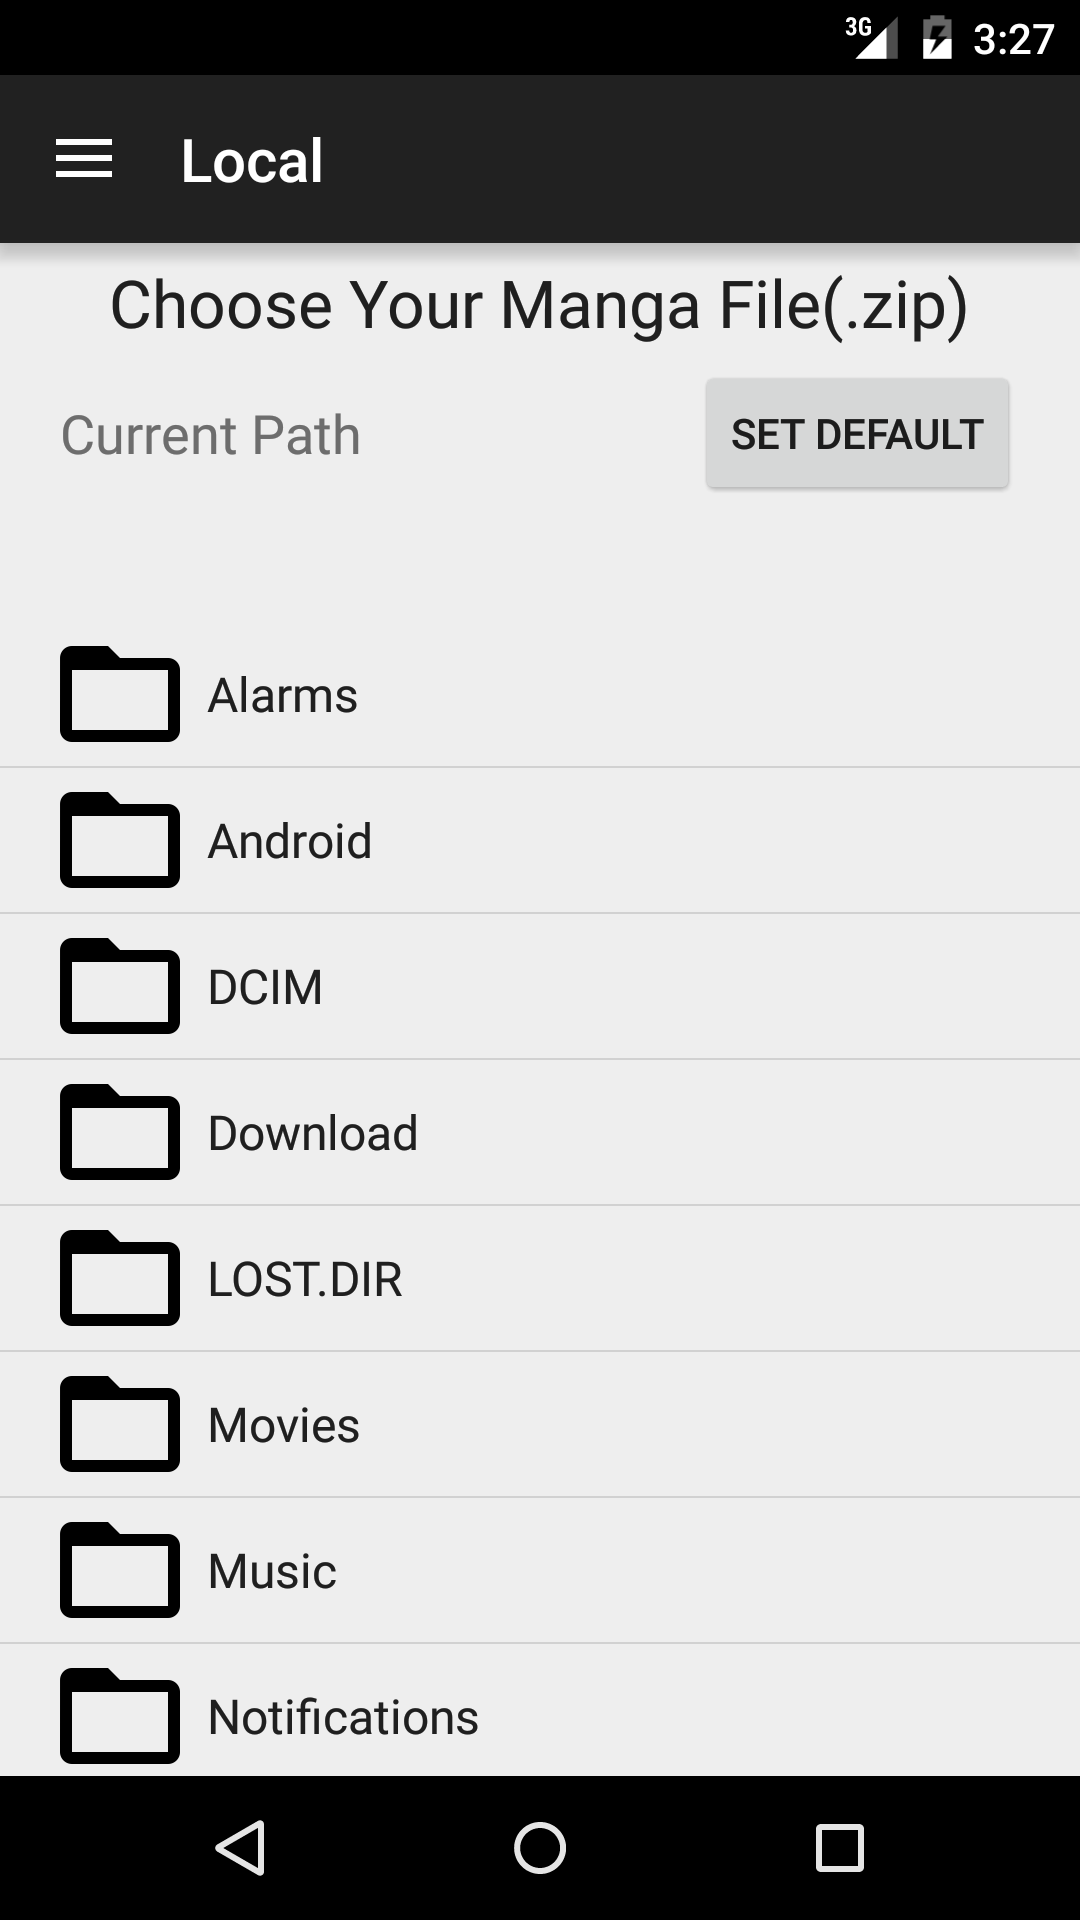 3G 3:27
Local
Choose Your Manga File(.zip)
Current Path SET DEFAULT
Alarms
Android
DCIM
Download
LOST.DIR
Movies
Music
Notifications